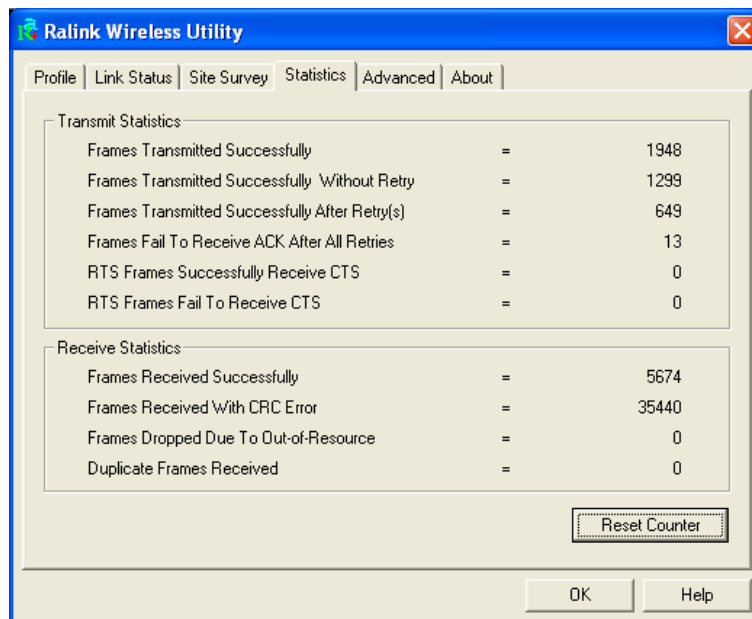 Ralink Wireless Utility
Profile Link Status Site Survey Statistics Advanced About
Transmit Statistics
Frames Transmitted Successfully = 1948
Frames Transmitted Successfully Without Retry = 1299
Frames Transmitted Successfully After Retry(s) = 649
Frames Fail To Receive ACK After All Retries = 13
RTS Frames Successfully Receive CTS = 0
RTS Frames Fail To Receive CTS = 0
Receive Statistics
Frames Received Successfully = 5674
Frames Received With CRC Error = 35440
Frames Dropped Due To Out-of-Resource = 0
Duplicate Frames Received = 0
Reset Counter
OK Help